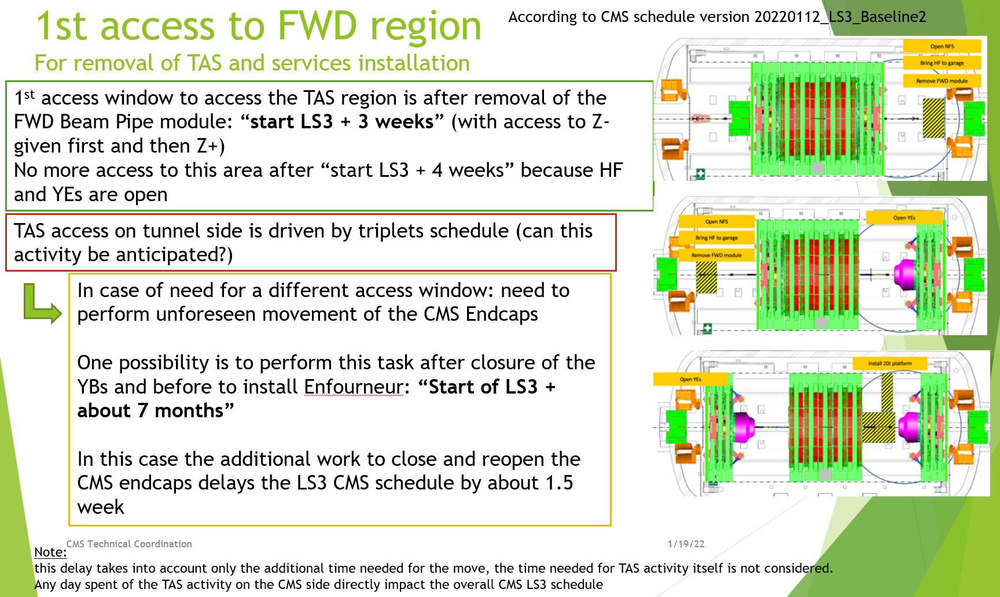 1st access to FWD region
According to CMS schedule version 20220112_LS3_Baseline2
For removal of TAS and services installation
1st access window to access the TAS region is after removal of the
FWD Beam Pipe module: “start LS3 + 3 weeks” (with access to Z-
given first and then Z+)
No more access to this area after “start LS3 + 4 weeks” because HF
and YEs are open
TAS access on tunnel side is driven by triplets schedule (can this
activity be anticipated?)
In case of need for a different access window: need to
perform unforeseen movement of the CMS Endcaps
One possibility is to perform this task after closure of the
YBs and before to install Enfourneur: “Start of LS3 +
about 7 months”
In this case the additional work to close and reopen the
CMS endcaps delays the LS3 CMS schedule by about 1.5
week
Open NFS
Bring HF to garage
Remove FWD module
Open NFS
Bring HF to garage
Remove FWD module
Open YEs
Install 20t platform
Open YEs
CMS Technical Coordination
1/19/22
Note:
this delay takes into account only the additional time needed for the move, the time needed for TAS activity itself is not considered.
Any day spent of the TAS activity on the CMS side directly impact the overall CMS LS3 schedule